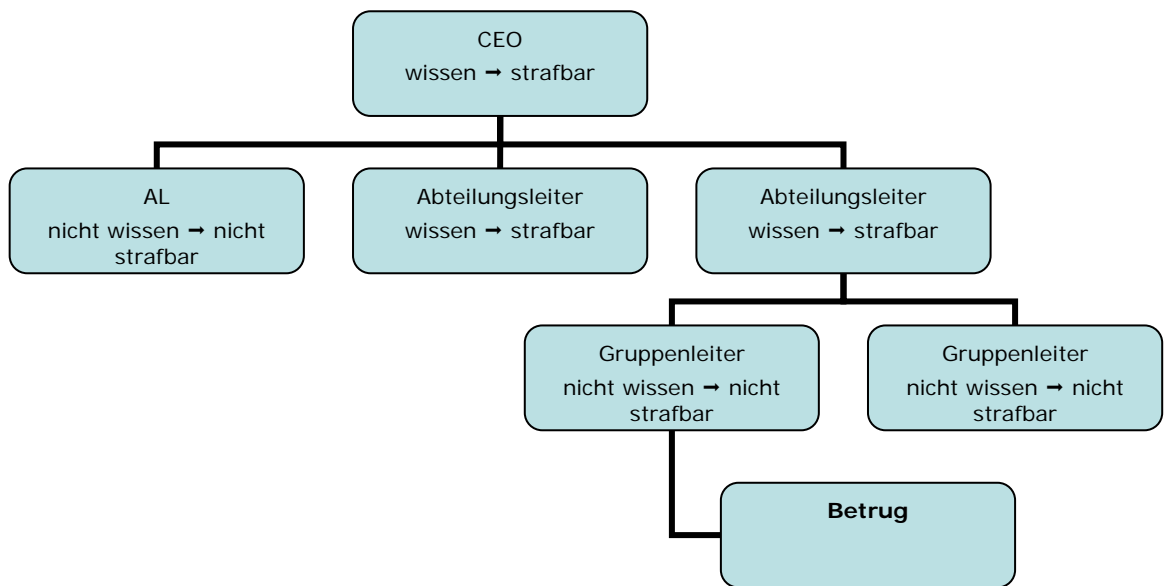 CEO
wissen ➞ strafbar
AL
nicht wissen ➞ nicht
strafbar
Abteilungsleiter
wissen ➞ strafbar
Abteilungsleiter
wissen ➞ strafbar
Gruppenleiter
nicht wissen ➞ nicht
strafbar
Gruppenleiter
nicht wissen ➞ nicht
strafbar
Betrug